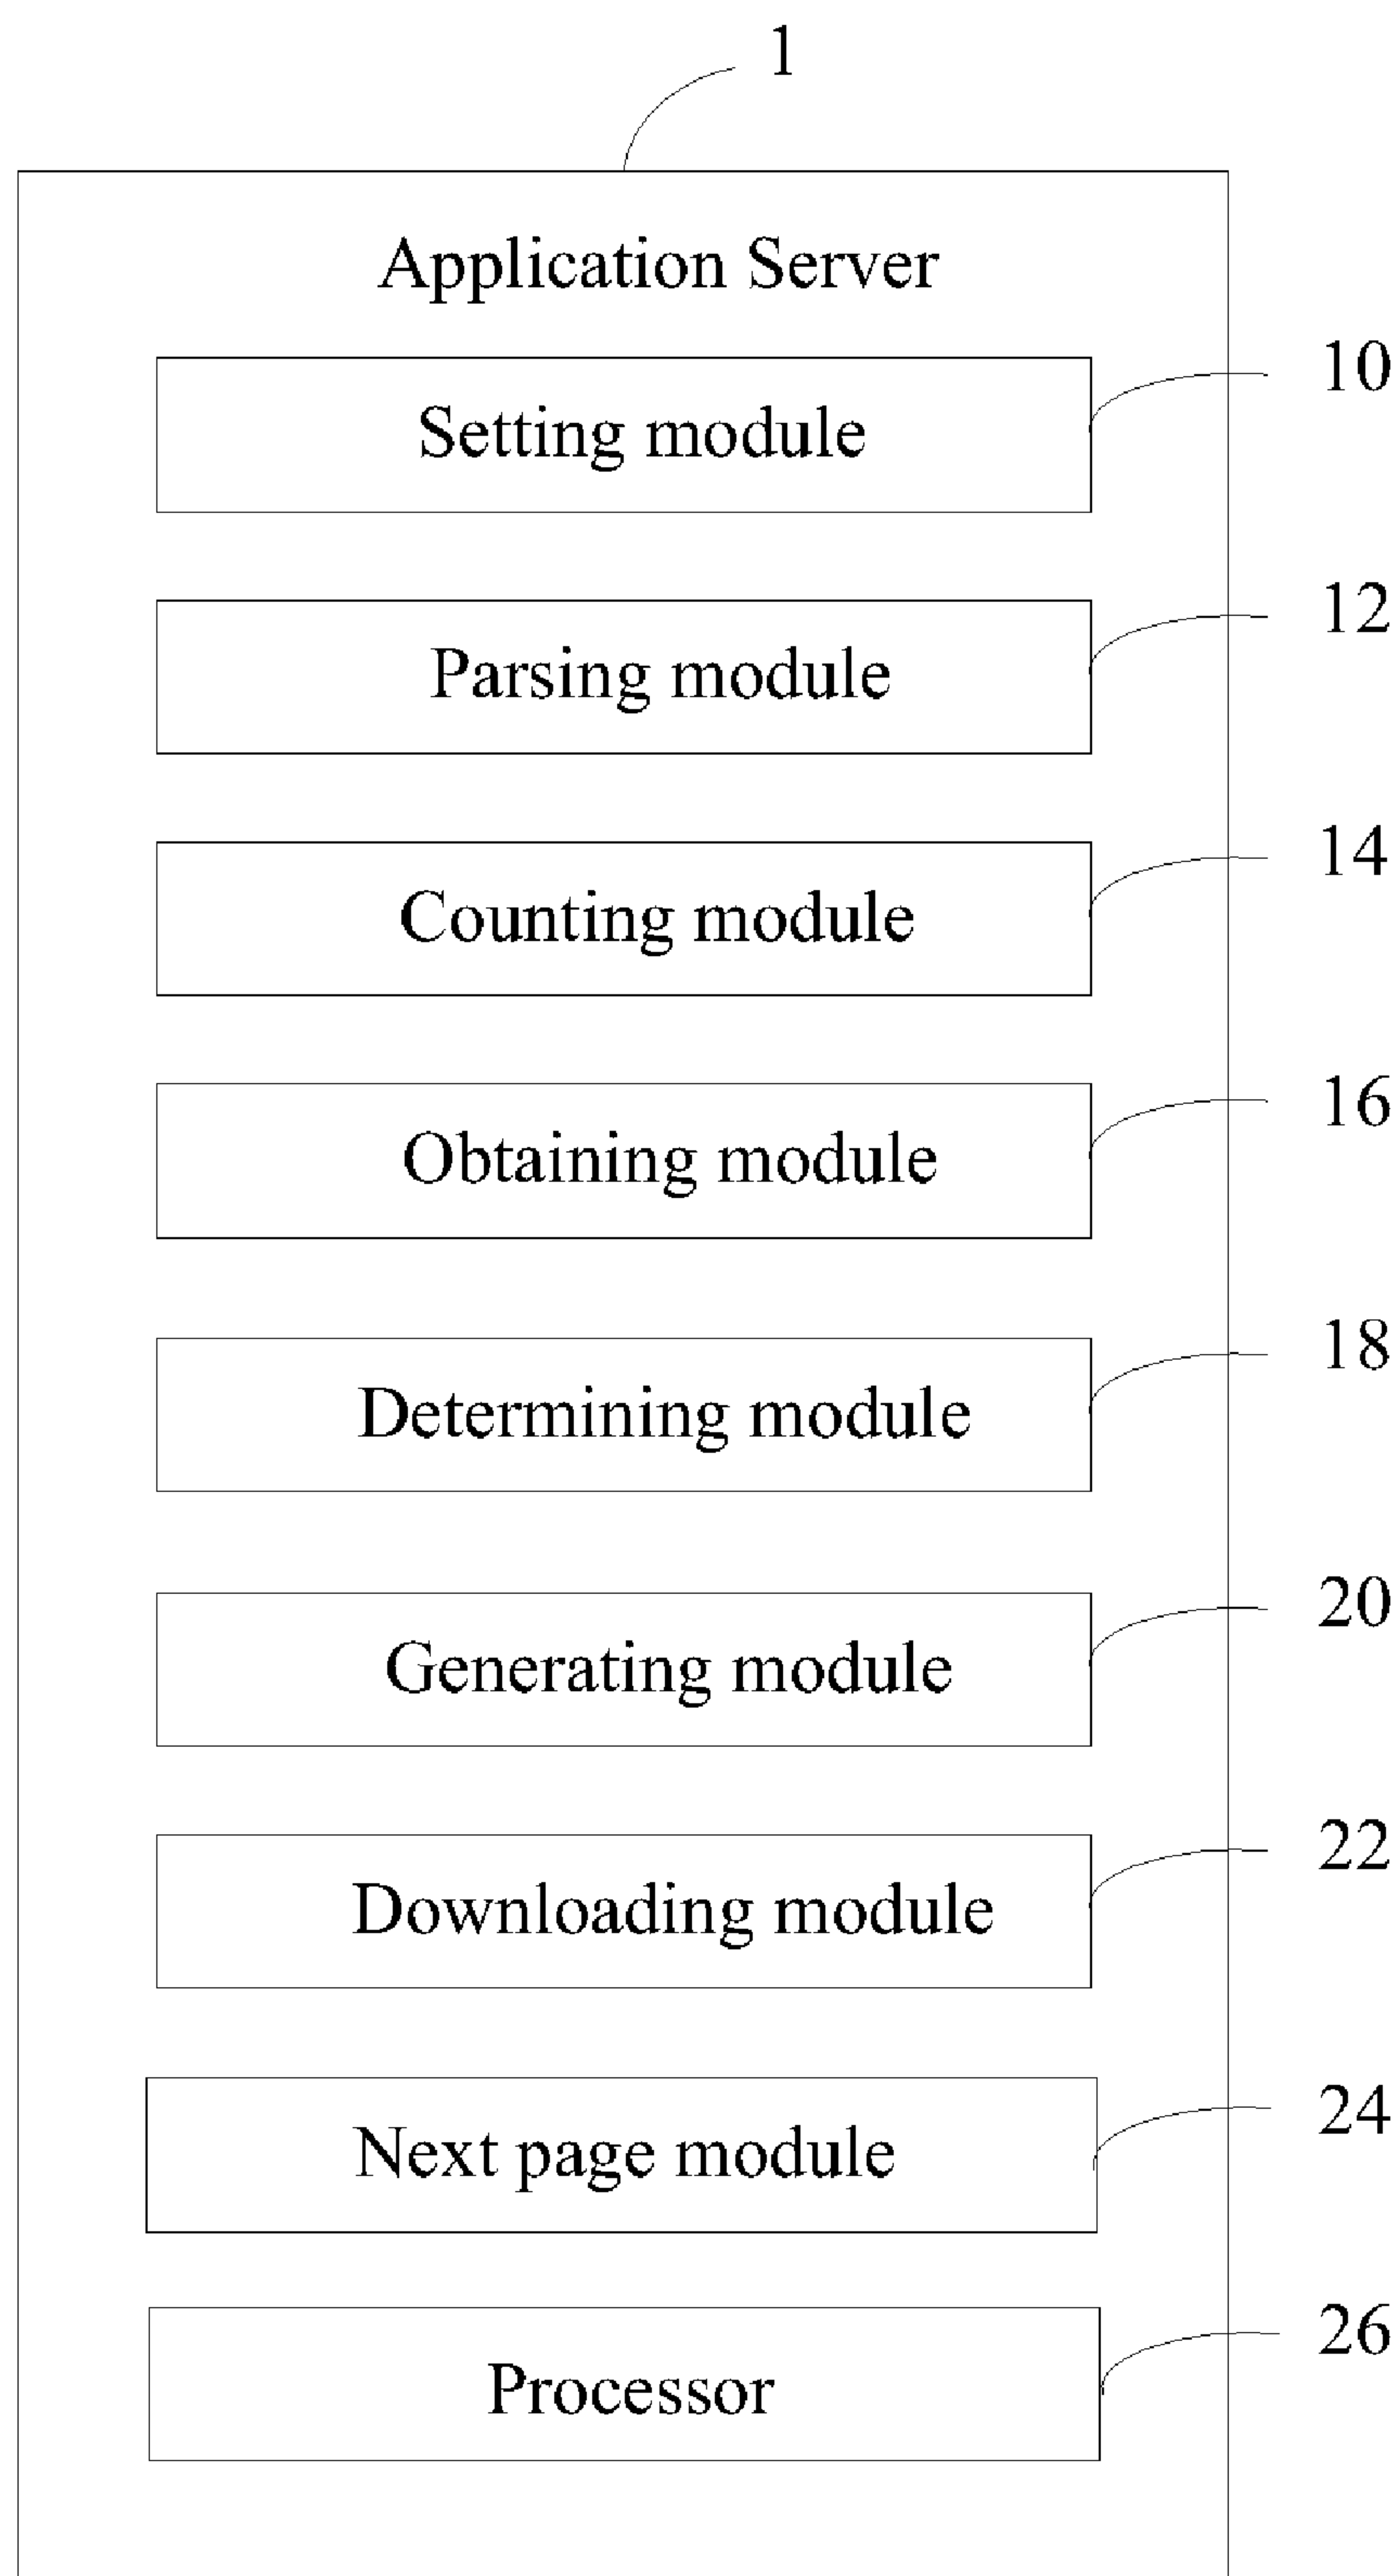 1
Application Server
10
Setting module
12
Parsing module
14
Counting module
16
Obtaining module
18
Determining module
20
Generating module
22
Downloading module
24
Next page module
26
Processor